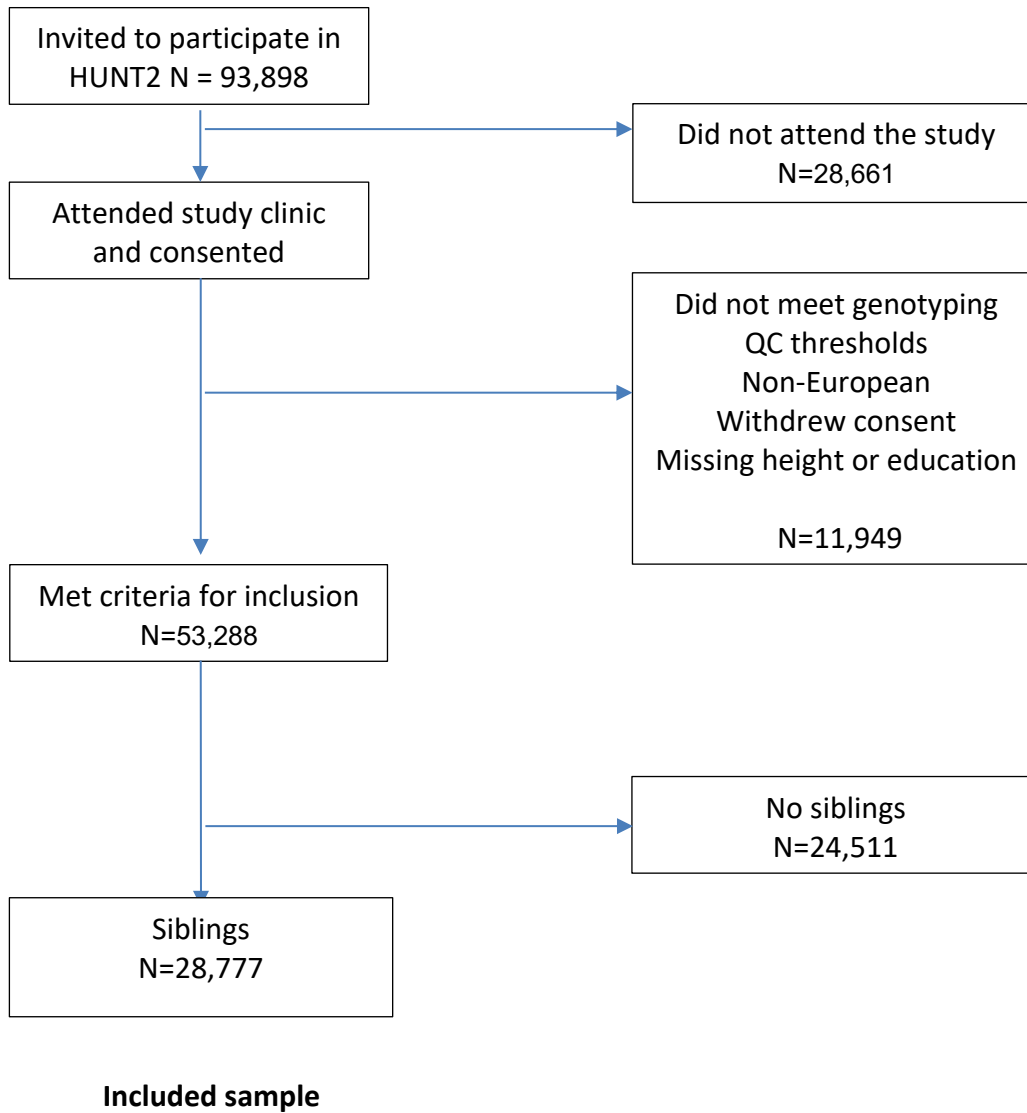 Invited to participate in
HUNT2 N = 93,898
Did not attend the study
N=28,661
Attended study clinic
and consented
Did not meet genotyping
QC thresholds
Non-European
Withdrew consent
Missing height or education
N=11,949
Met criteria for inclusion
N=53,288
No siblings
N=24,511
Siblings
N=28,777
Included sample